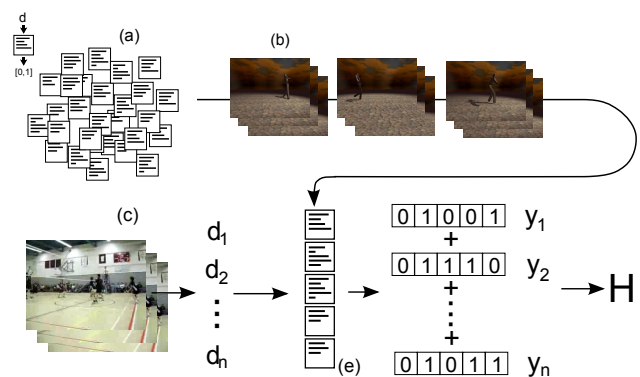 d
[0,1]
(a)
(b)
(c)
d1
d2
⋮
dn
(e)
0 1 0 0 1 y1
+
0 1 1 1 0 y2
+
⋮
+
0 1 0 1 1 yn
H